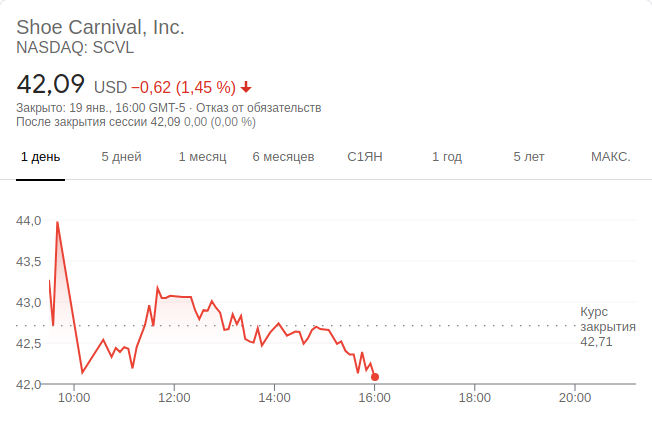 Shoe Carnival, Inc.
NASDAQ: SCVL
42,09 USD −0,62 (1,45 %)
Закрыто: 19 янв., 16:00 GMT-5 · Отказ от обязательств
После закрытия сессии 42,09 0,00 (0,00 %)
1 день 5 дней 1 месяц 6 месяцев С1ЯН 1 год 5 лет МАКС.
44,0
43,5
43,0
42,5
42,0
Курс
закрытия
42,71
10:00 12:00 14:00 16:00 18:00 20:00